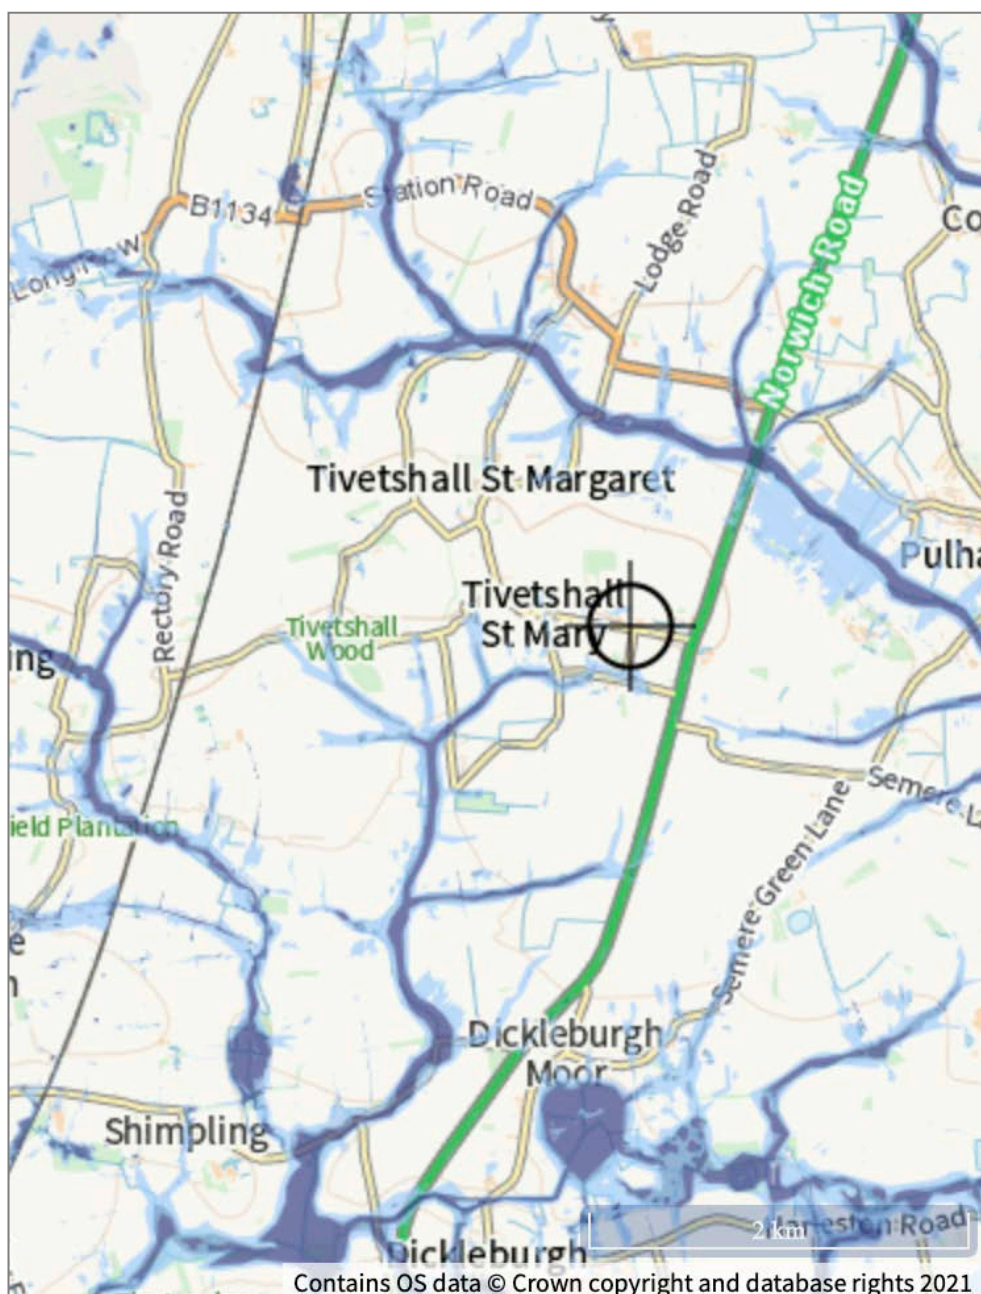 B1134
Station Road
Long Row
Lodge Road
Norwich Road
Co
Tivetshall St Margaret
Rectory Road
Pulha
Tivetshall
St Mary
Tivetshall
Wood
ing
Semere Green Lane
Semere L
ield Plantation
e
n
Dickleburgh
Moor
Shimpling
Harleston Road
2 km
Dickleburgh
Contains OS data © Crown copyright and database rights 2021